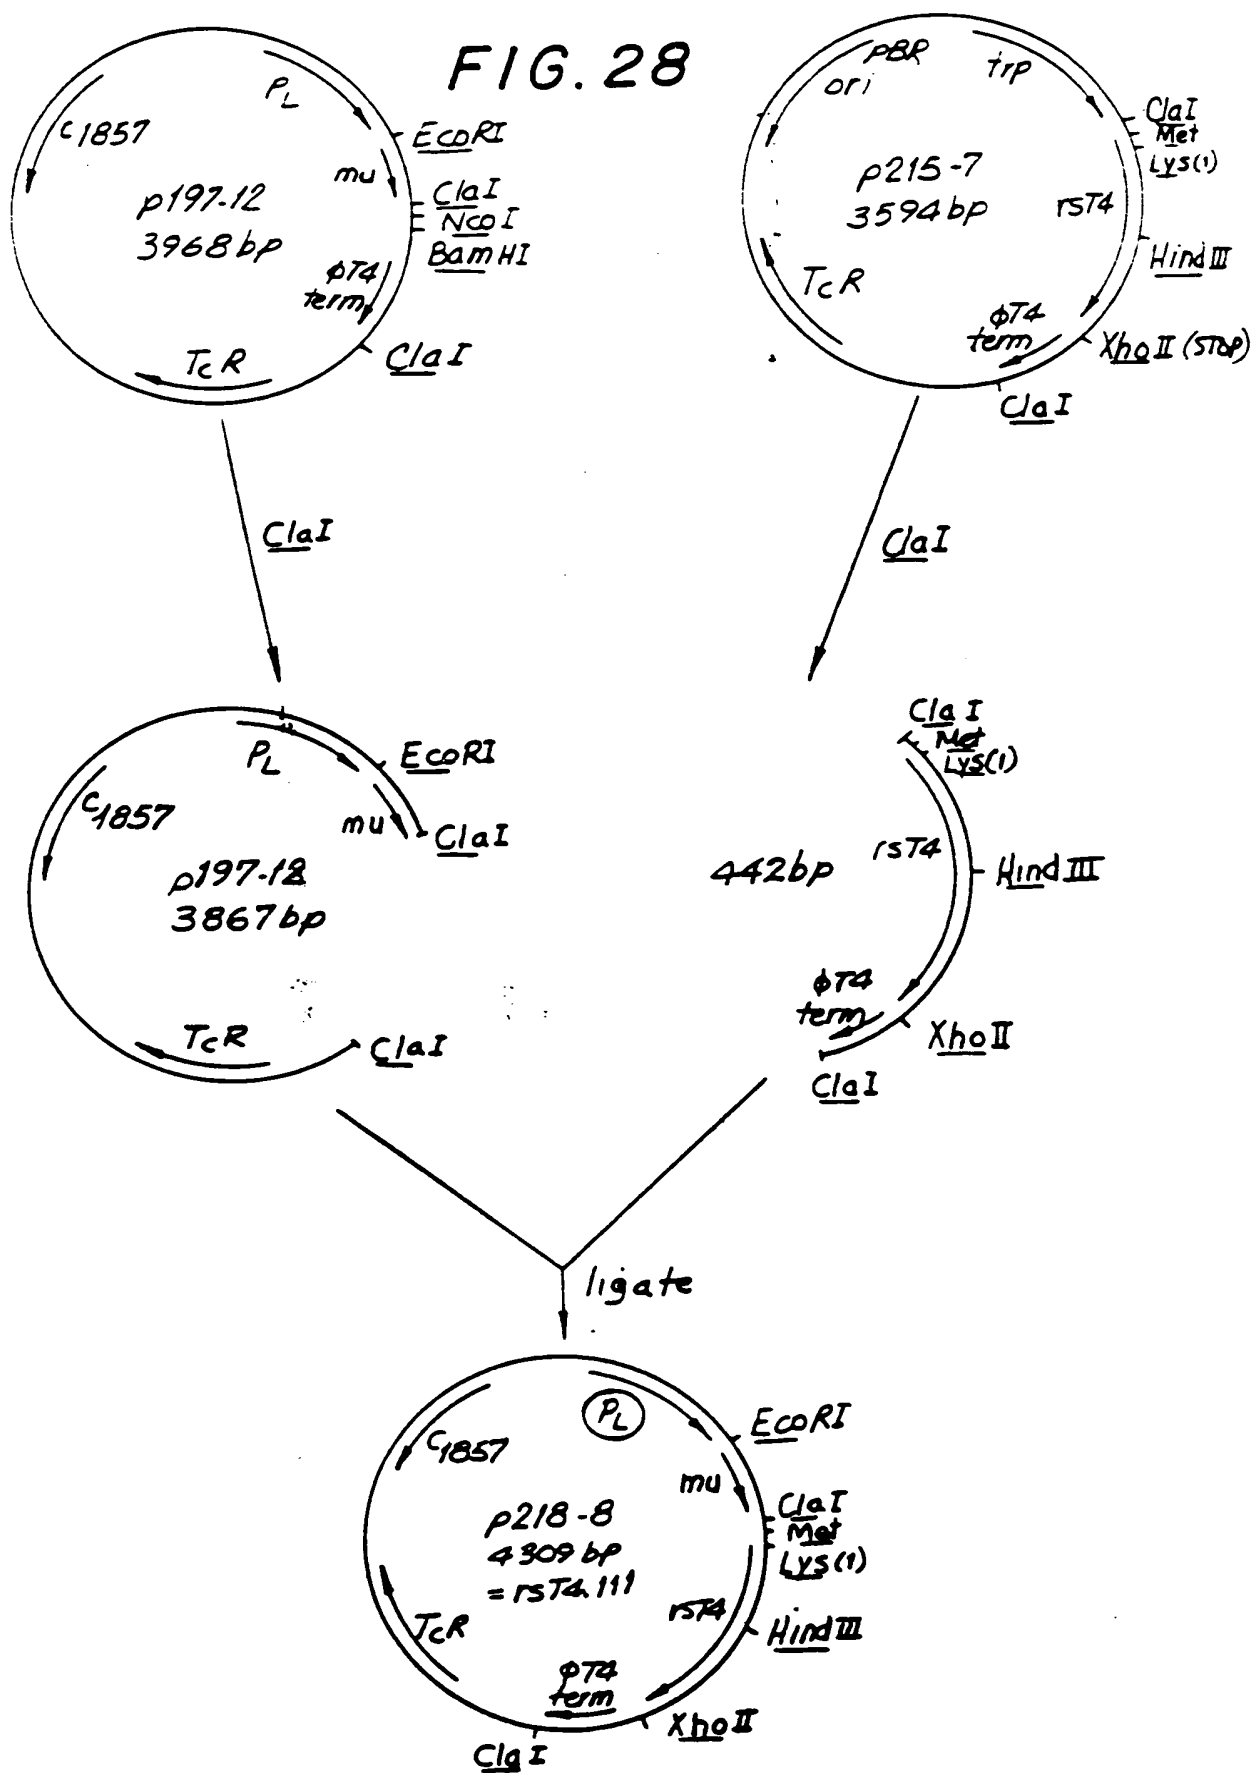 FIG. 28
PL
c1857
EcoRI
mu
ClaI
NcoI
BamHI
p197-12
3968 bp
φT4
term
ClaI
TcR
pBR
ori
trp
ClaI
Met
Lys(1)
p215-7
3594 bp
rsT4
HindIII
TcR
φT4
term
XhoII (STOP)
ClaI
ClaI
ClaI
PL
EcoRI
c1857
mu
ClaI
p197-12
3867 bp
TcR
ClaI
ClaI
Met
Lys(1)
rsT4
442 bp
HindIII
φT4
term
XhoII
ClaI
ligate
PL
EcoRI
c1857
mu
ClaI
Met
Lys(1)
p218-8
4309 bp
= rsT4.111
rsT4
HindIII
TcR
φT4
term
XhoII
ClaI